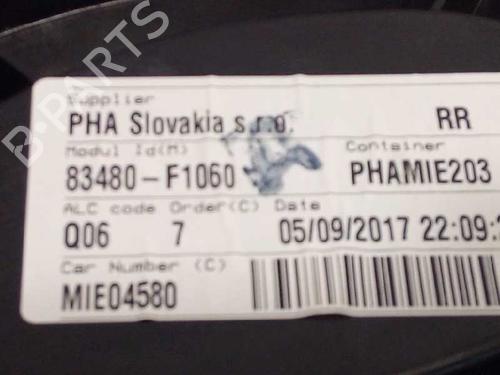 Supplier
PHA Slovakia s.r.o. RR
Modul Id(M) Container
83480-F1060 PHAMIE203
ALC code Order(C) Date
Q06 7 05/09/2017 22:09:
Car Number (C)
MIE04580
B-PARTS